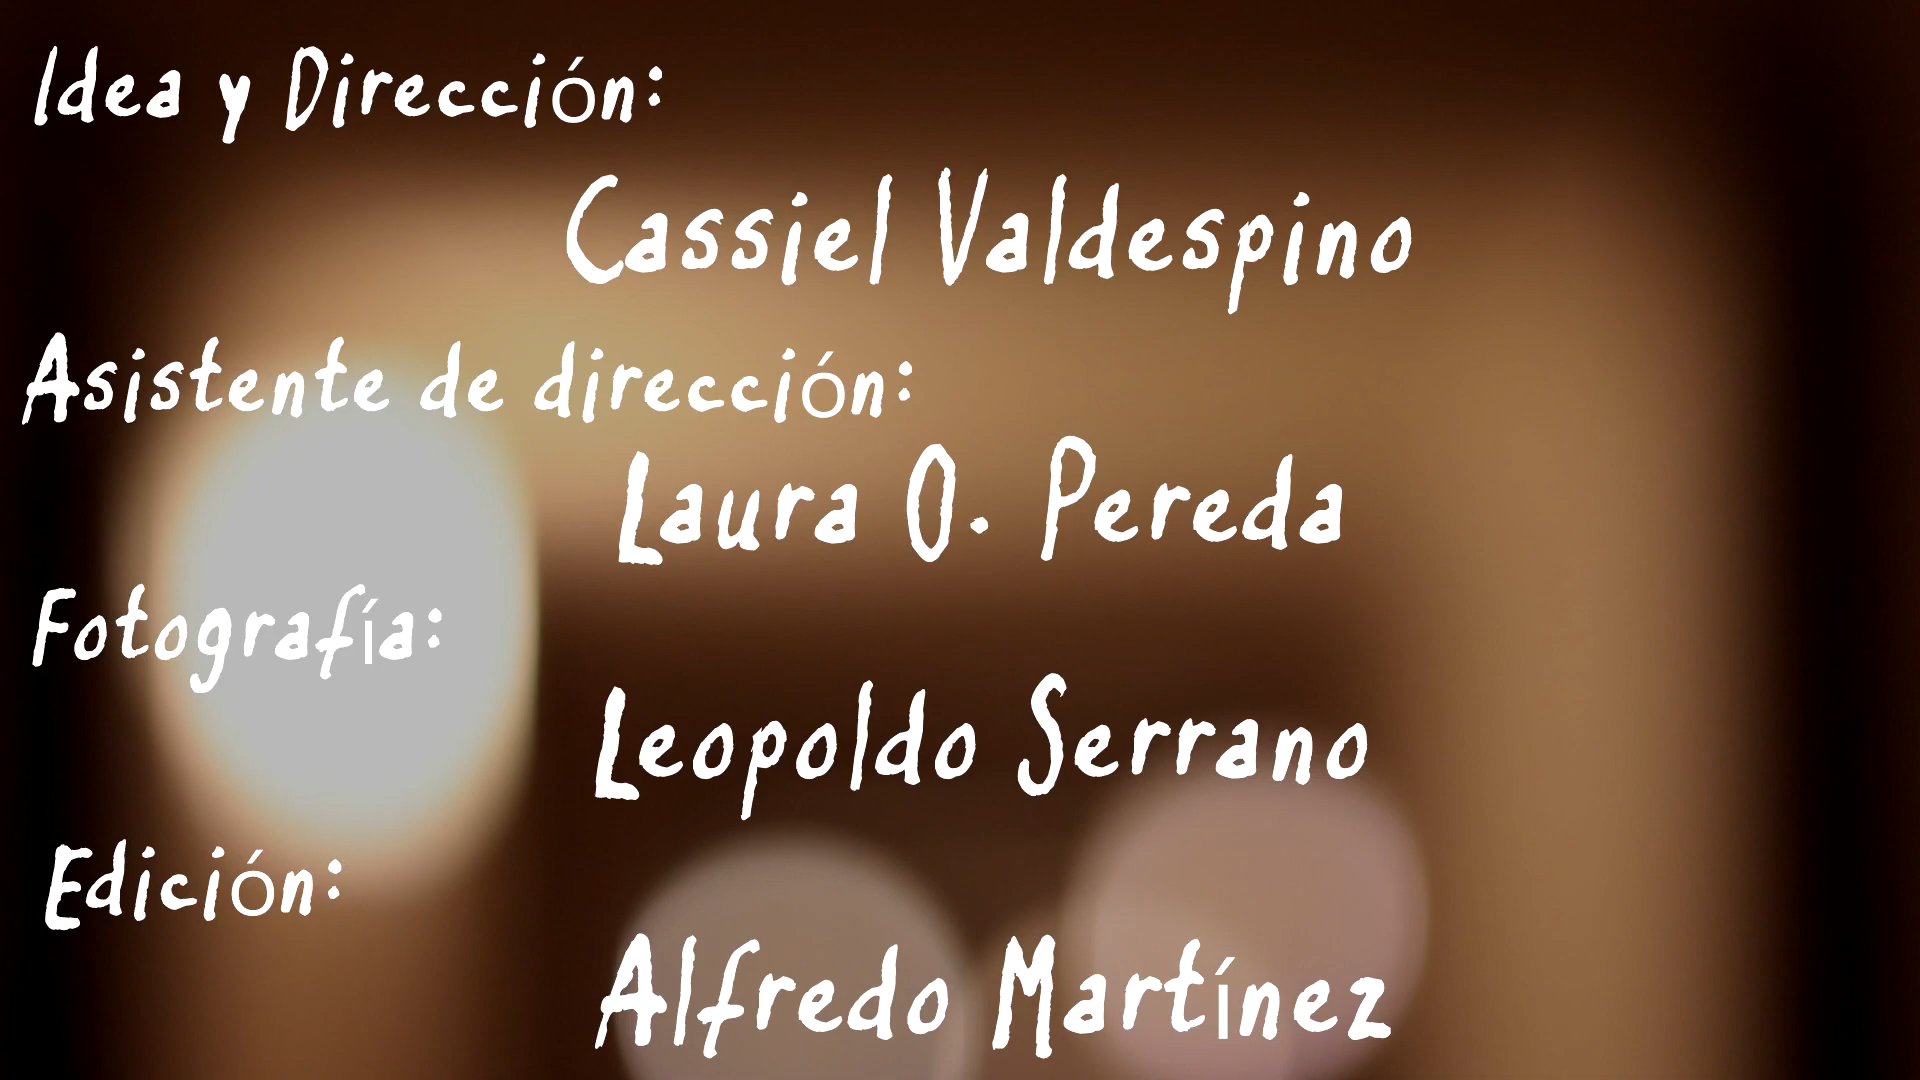 Idea y Dirección:
Cassiel Valdespino
Asistente de dirección:
Laura O. Pereda
Fotografía:
Leopoldo Serrano
Edición:
Alfredo Martínez